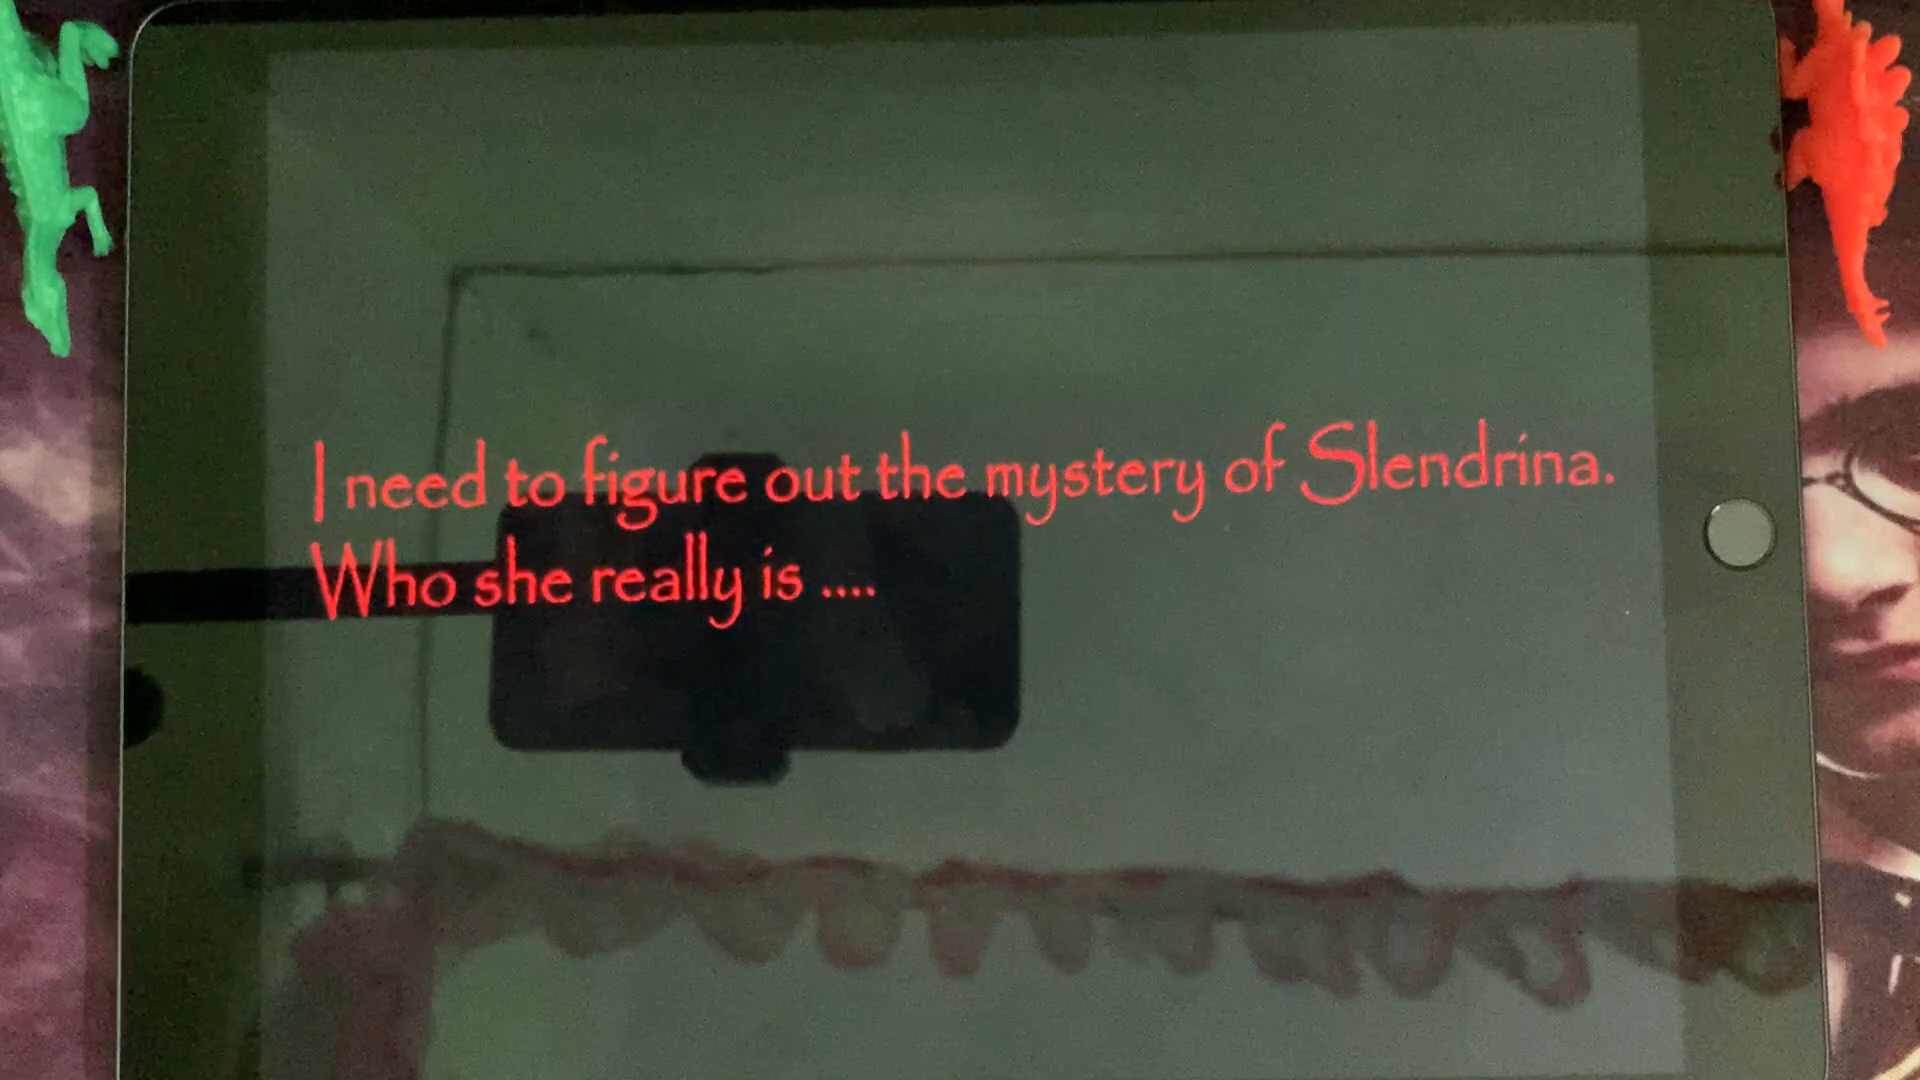 I need to figure out the mystery of Slendrina.
Who she really is ....